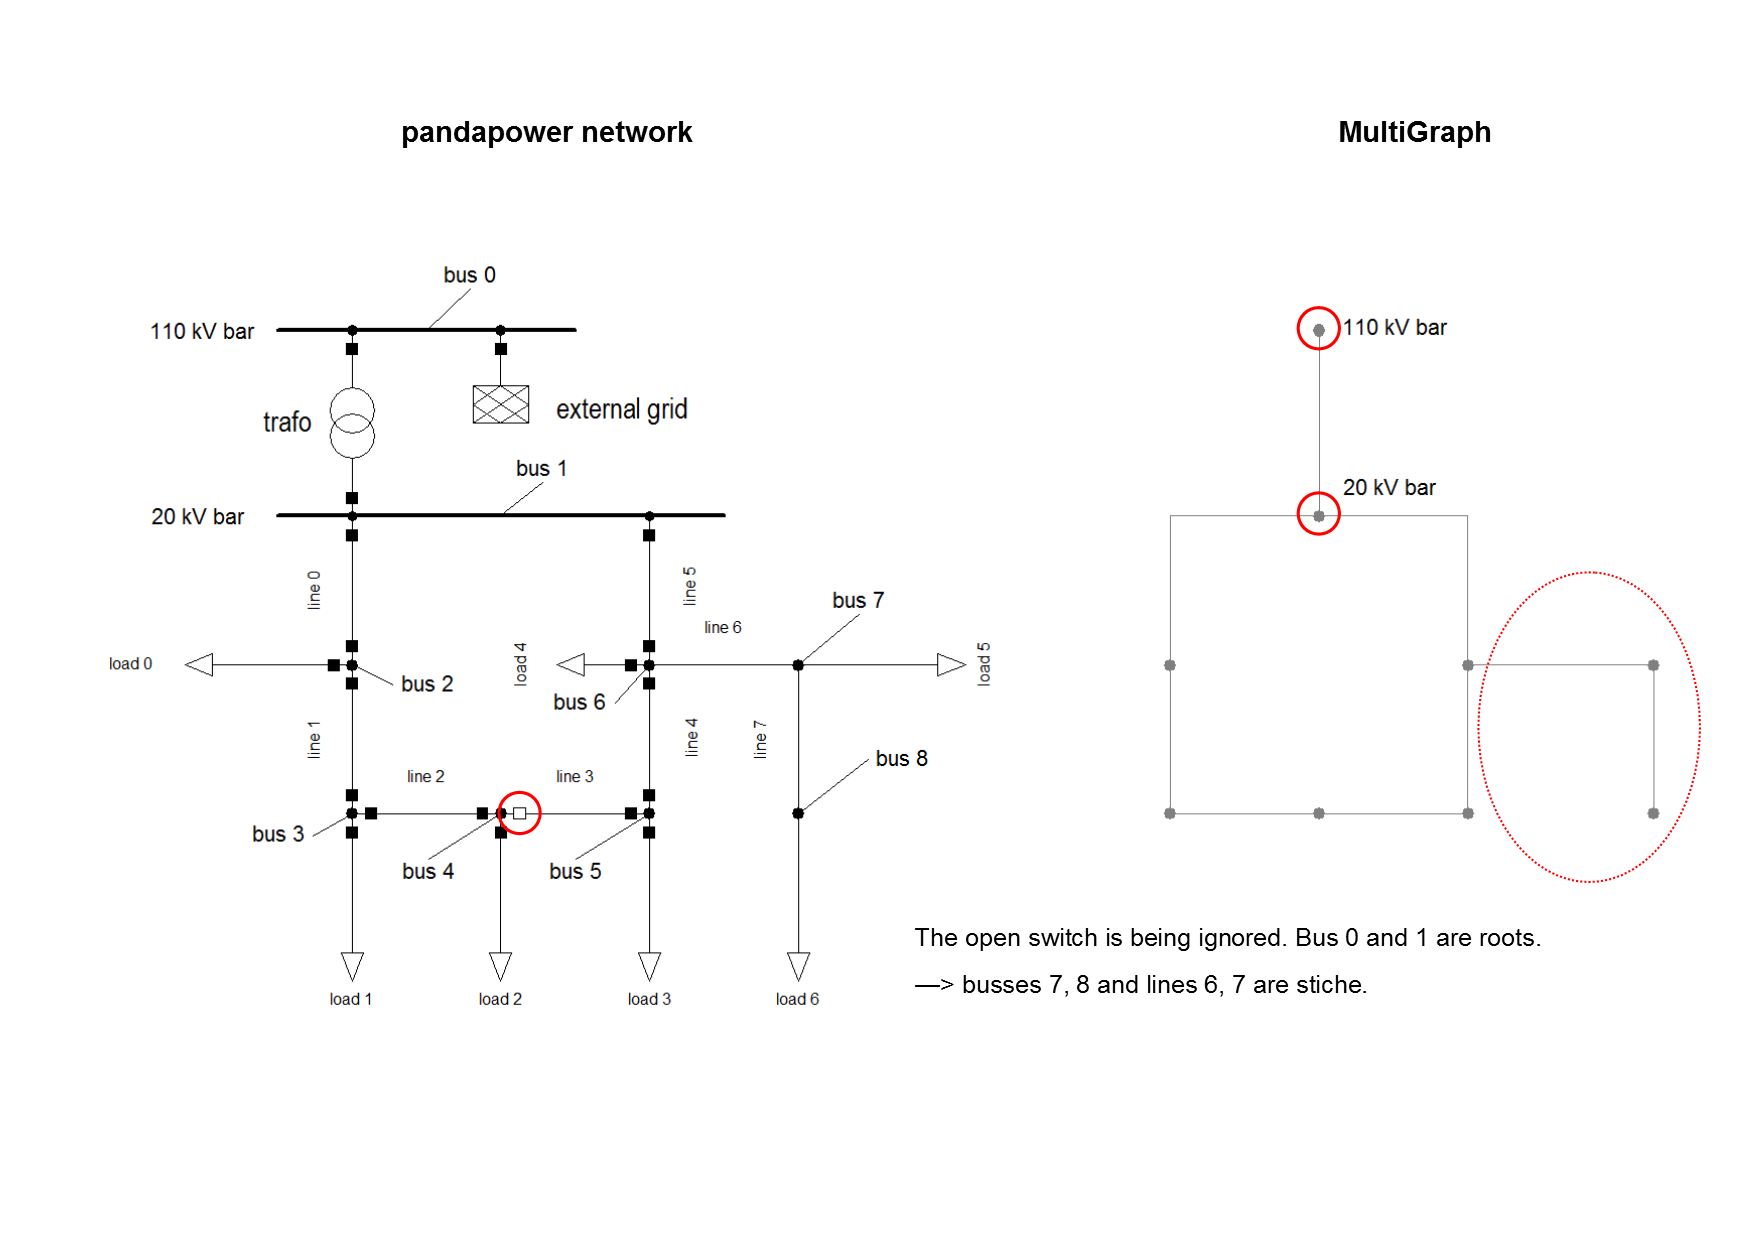 pandapower network
MultiGraph
bus 0
110 kV bar
110 kV bar
trafo
external grid
bus 1
20 kV bar
20 kV bar
line 0
line 5
bus 7
line 6
load 0
load 4
load 5
bus 2
bus 6
line 1
line 4
line 7
bus 8
line 2
line 3
bus 3
bus 4
bus 5
The open switch is being ignored. Bus 0 and 1 are roots.
—> busses 7, 8 and lines 6, 7 are stiche.
load 1
load 2
load 3
load 6